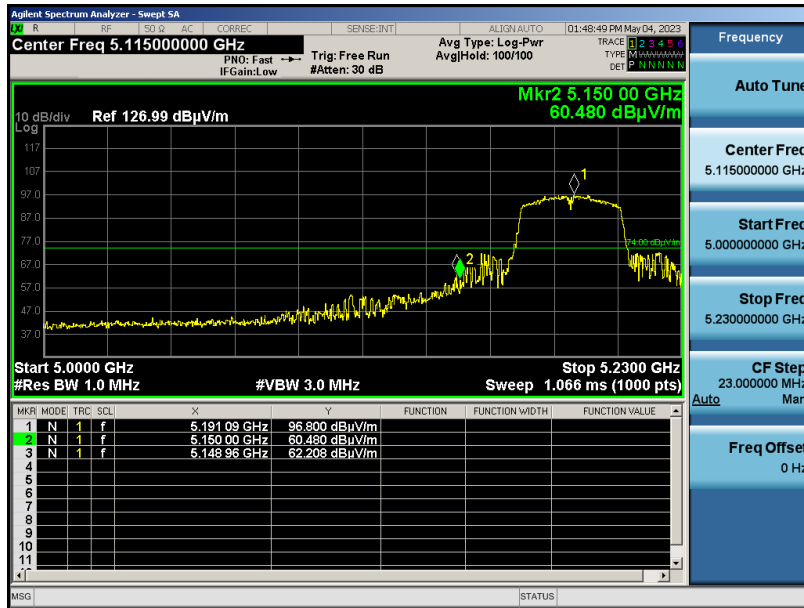 Agilent Spectrum Analyzer - Swept SA
R RF 50 Ω AC CORREC SENSE:INT ALIGN AUTO 01:48:49 PM May 04, 2023
Center Freq 5.115000000 GHz
PNO: Fast
IFGain:Low
Trig: Free Run
#Atten: 30 dB
Avg Type: Log-Pwr
Avg|Hold: 100/100
TRACE 1 2 3 4 5 6
TYPE M WWWWW
DET P N N N N N
Mkr2 5.150 00 GHz
60.480 dBµV/m
10 dB/div Ref 126.99 dBµV/m
Log
117
107
97.0
87.0
77.0
67.0
57.0
47.0
37.0
1
2
74.00 dBµV/m
Start 5.0000 GHz Stop 5.2300 GHz
#Res BW 1.0 MHz #VBW 3.0 MHz Sweep 1.066 ms (1000 pts)
MKR MODE TRC SCL X Y FUNCTION FUNCTION WIDTH FUNCTION VALUE
1 N 1 f 5.191 09 GHz 96.800 dBµV/m
2 N 1 f 5.150 00 GHz 60.480 dBµV/m
3 N 1 f 5.148 96 GHz 62.208 dBµV/m
4
5
6
7
8
9
10
11
MSG STATUS
Frequency
Auto Tune
Center Freq
5.115000000 GHz
Start Freq
5.000000000 GHz
Stop Freq
5.230000000 GHz
CF Step
23.000000 MHz
Auto Man
Freq Offset
0 Hz